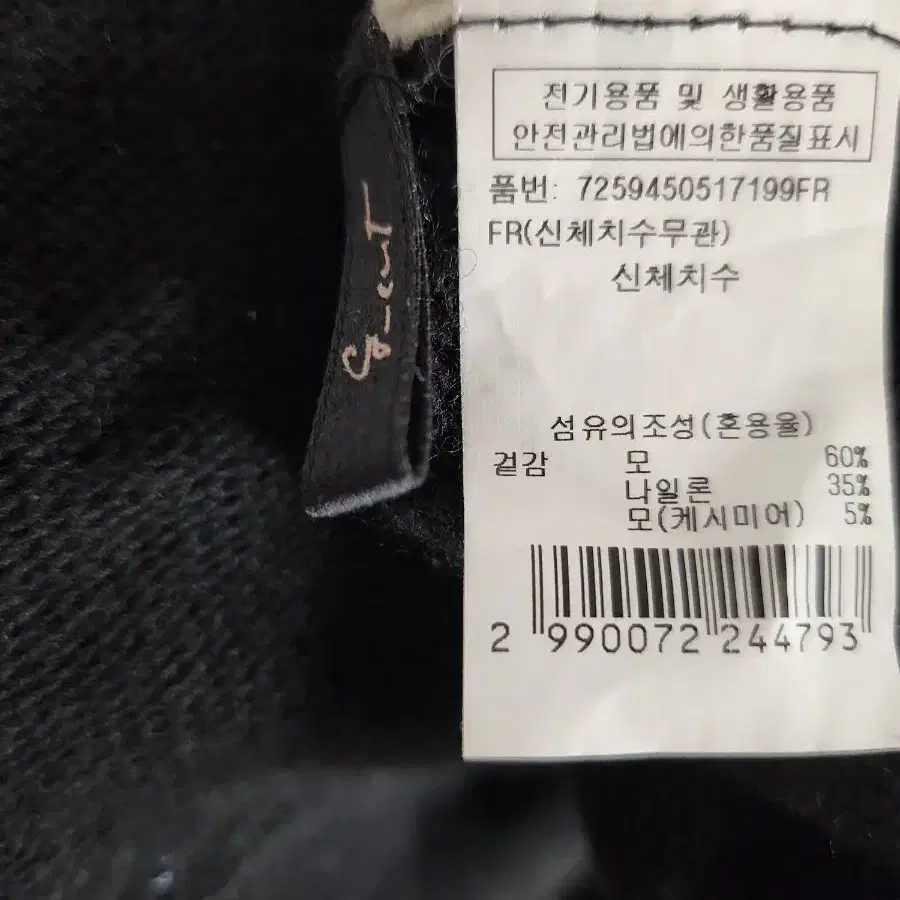 전기용품 및 생활용품
안전관리법에의한품질표시
품번: 7259450517199FR
FR(신체치수무관)
신체치수
섬유의조성(혼용율)
겉감 모 60%
나일론 35%
모(케시미어) 5%
2 990072 244793